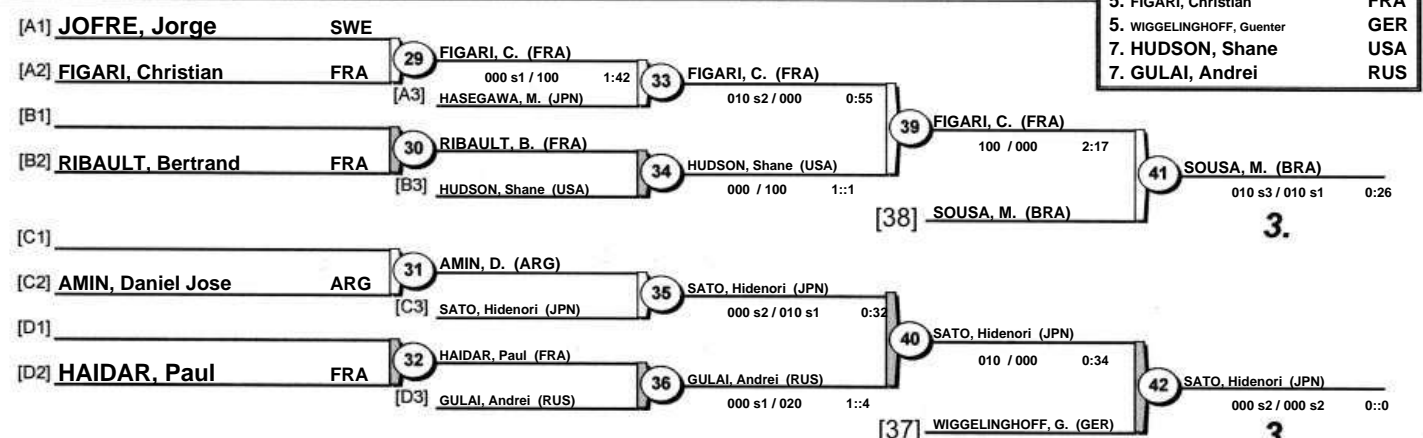 5. FIGARI, Christian FRA
5. WIGGELINGHOFF, Guenter GER
7. HUDSON, Shane USA
7. GULAI, Andrei RUS
[A1] JOFRE, Jorge SWE
29 FIGARI, C. (FRA)
[A2] FIGARI, Christian FRA
000 s1 / 100 1:42
33 FIGARI, C. (FRA)
[A3] HASEGAWA, M. (JPN)
010 s2 / 000 0:55
[B1]
39 FIGARI, C. (FRA)
30 RIBAULT, B. (FRA)
100 / 000 2:17
[B2] RIBAULT, Bertrand FRA
34 HUDSON, Shane (USA)
41 SOUSA, M. (BRA)
[B3] HUDSON, Shane (USA)
000 / 100 1::1
010 s3 / 010 s1 0:26
[38] SOUSA, M. (BRA)
3.
[C1]
31 AMIN, D. (ARG)
[C2] AMIN, Daniel Jose ARG
35 SATO, Hidenori (JPN)
[C3] SATO, Hidenori (JPN)
000 s2 / 010 s1 0:32
[D1]
40 SATO, Hidenori (JPN)
32 HAIDAR, Paul (FRA)
010 / 000 0:34
[D2] HAIDAR, Paul FRA
36 GULAI, Andrei (RUS)
42 SATO, Hidenori (JPN)
[D3] GULAI, Andrei (RUS)
000 s1 / 020 1::4
000 s2 / 000 s2 0::0
[37] WIGGELINGHOFF, G. (GER)
3.